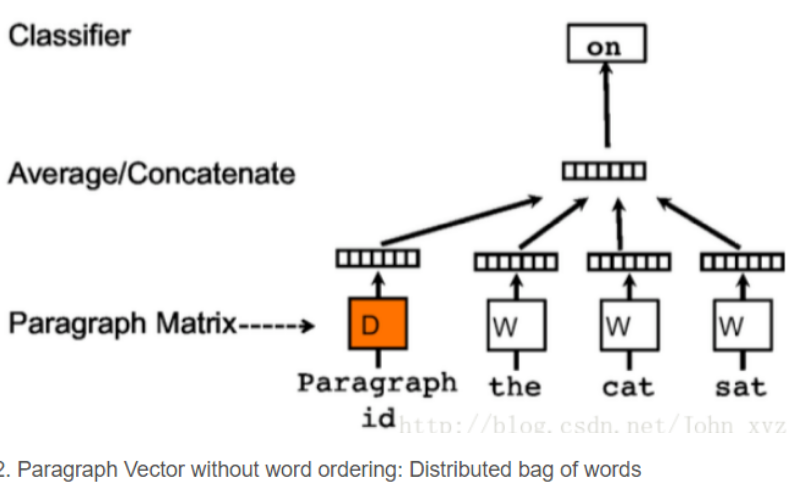 Classifier
on
Average/Concatenate
Paragraph Matrix
D
W
W
W
Paragraph the cat sat
id
http://blog.csdn.net/John_xyz
2. Paragraph Vector without word ordering: Distributed bag of words